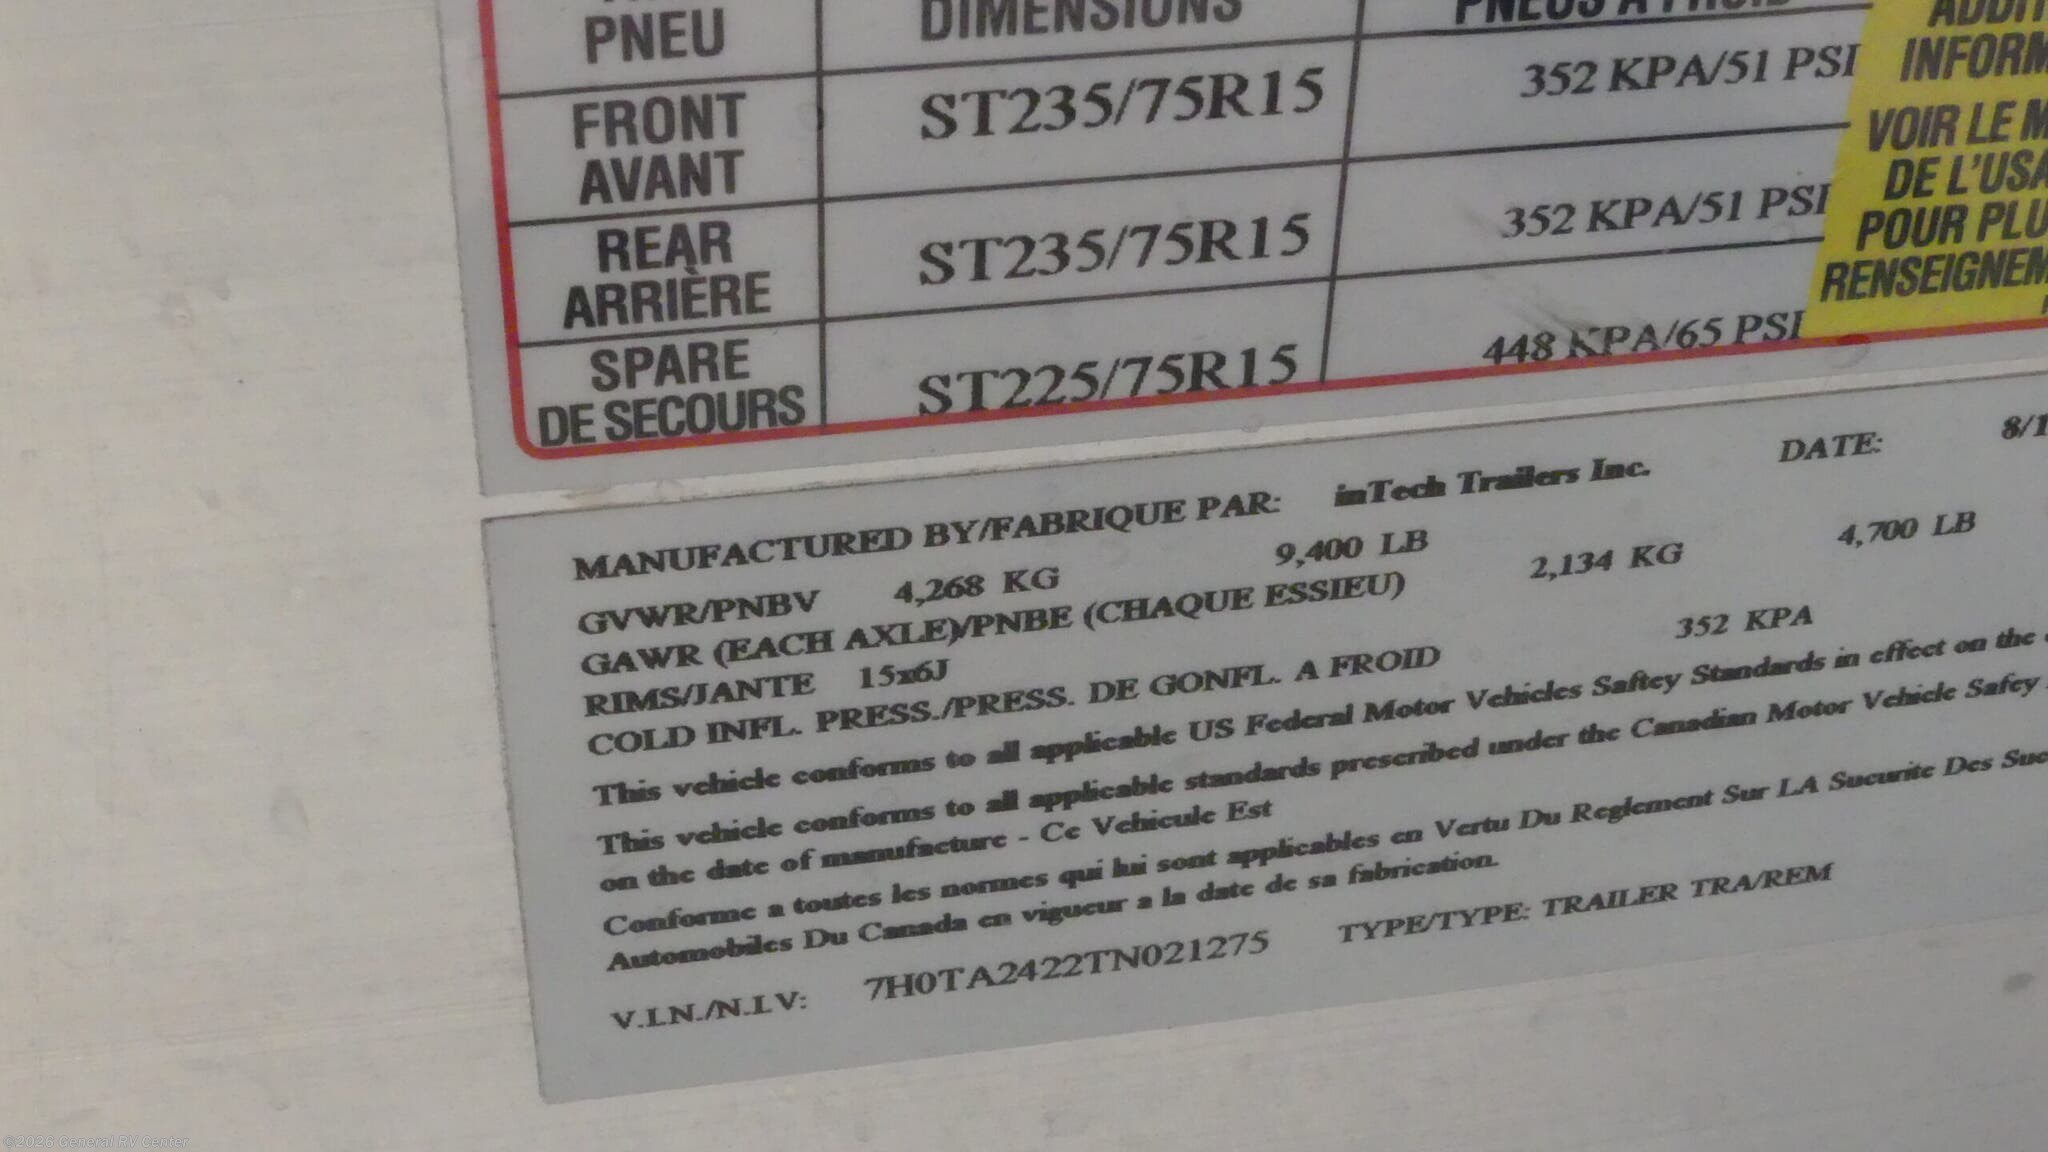 PNEU DIMENSIONS PNEUS À FROID
FRONT
AVANT ST235/75R15 352 KPA/51 PSI
REAR
ARRIÈRE ST235/75R15 352 KPA/51 PSI
SPARE
DE SECOURS ST225/75R15 448 KPA/65 PSI
INFORM
VOIR LE M
DE L'USA
POUR PLU
RENSEIGNEM
MANUFACTURED BY/FABRIQUE PAR: inTech Trailers Inc. DATE: 8/1
GVWR/PNBV 4,268 KG 9,400 LB
GAWR (EACH AXLE)/PNBE (CHAQUE ESSIEU) 2,134 KG 4,700 LB
RIMS/JANTE 15x6J
COLD INFL. PRESS./PRESS. DE GONFL. A FROID 352 KPA
This vehicle conforms to all applicable US Federal Motor Vehicles Saftey Standards in effect on the
This vehicle conforms to all applicable standards prescribed under the Canadian Motor Vehicle Safey
on the date of manufacture - Ce Vehicule Est
Conforme a toutes les normes qui lui sont applicables en Vertu Du Reglement Sur LA Sucurite Des Suc
Automobiles Du Canada en vigueur a la date de sa fabrication.
V.I.N./N.I.V: 7H0TA2422TN021275 TYPE/TYPE: TRAILER TRA/REM
©2026 General RV Center